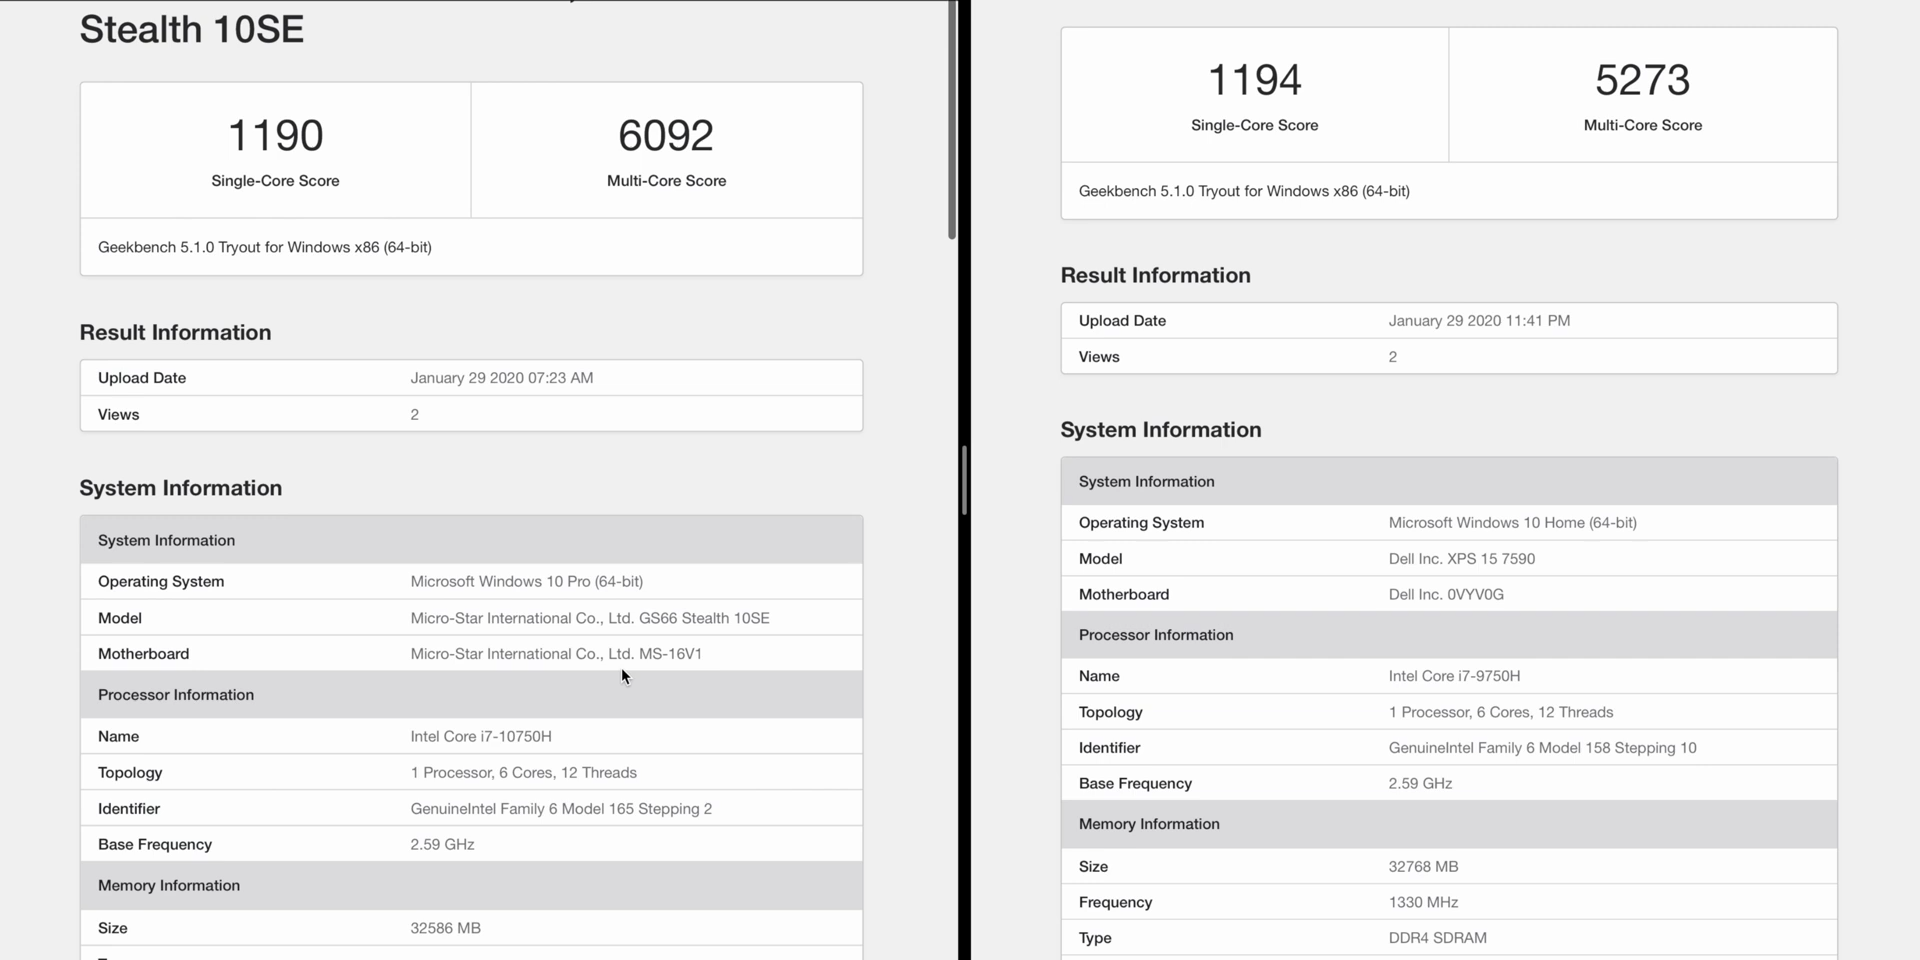 Stealth 10SE
1190
Single-Core Score
6092
Multi-Core Score
Geekbench 5.1.0 Tryout for Windows x86 (64-bit)
Result Information
Upload Date January 29 2020 07:23 AM
Views 2
System Information
System Information
Operating System Microsoft Windows 10 Pro (64-bit)
Model Micro-Star International Co., Ltd. GS66 Stealth 10SE
Motherboard Micro-Star International Co., Ltd. MS-16V1
Processor Information
Name Intel Core i7-10750H
Topology 1 Processor, 6 Cores, 12 Threads
Identifier GenuineIntel Family 6 Model 165 Stepping 2
Base Frequency 2.59 GHz
Memory Information
Size 32586 MB
1194
Single-Core Score
5273
Multi-Core Score
Geekbench 5.1.0 Tryout for Windows x86 (64-bit)
Result Information
Upload Date January 29 2020 11:41 PM
Views 2
System Information
System Information
Operating System Microsoft Windows 10 Home (64-bit)
Model Dell Inc. XPS 15 7590
Motherboard Dell Inc. 0VYV0G
Processor Information
Name Intel Core i7-9750H
Topology 1 Processor, 6 Cores, 12 Threads
Identifier GenuineIntel Family 6 Model 158 Stepping 10
Base Frequency 2.59 GHz
Memory Information
Size 32768 MB
Frequency 1330 MHz
Type DDR4 SDRAM